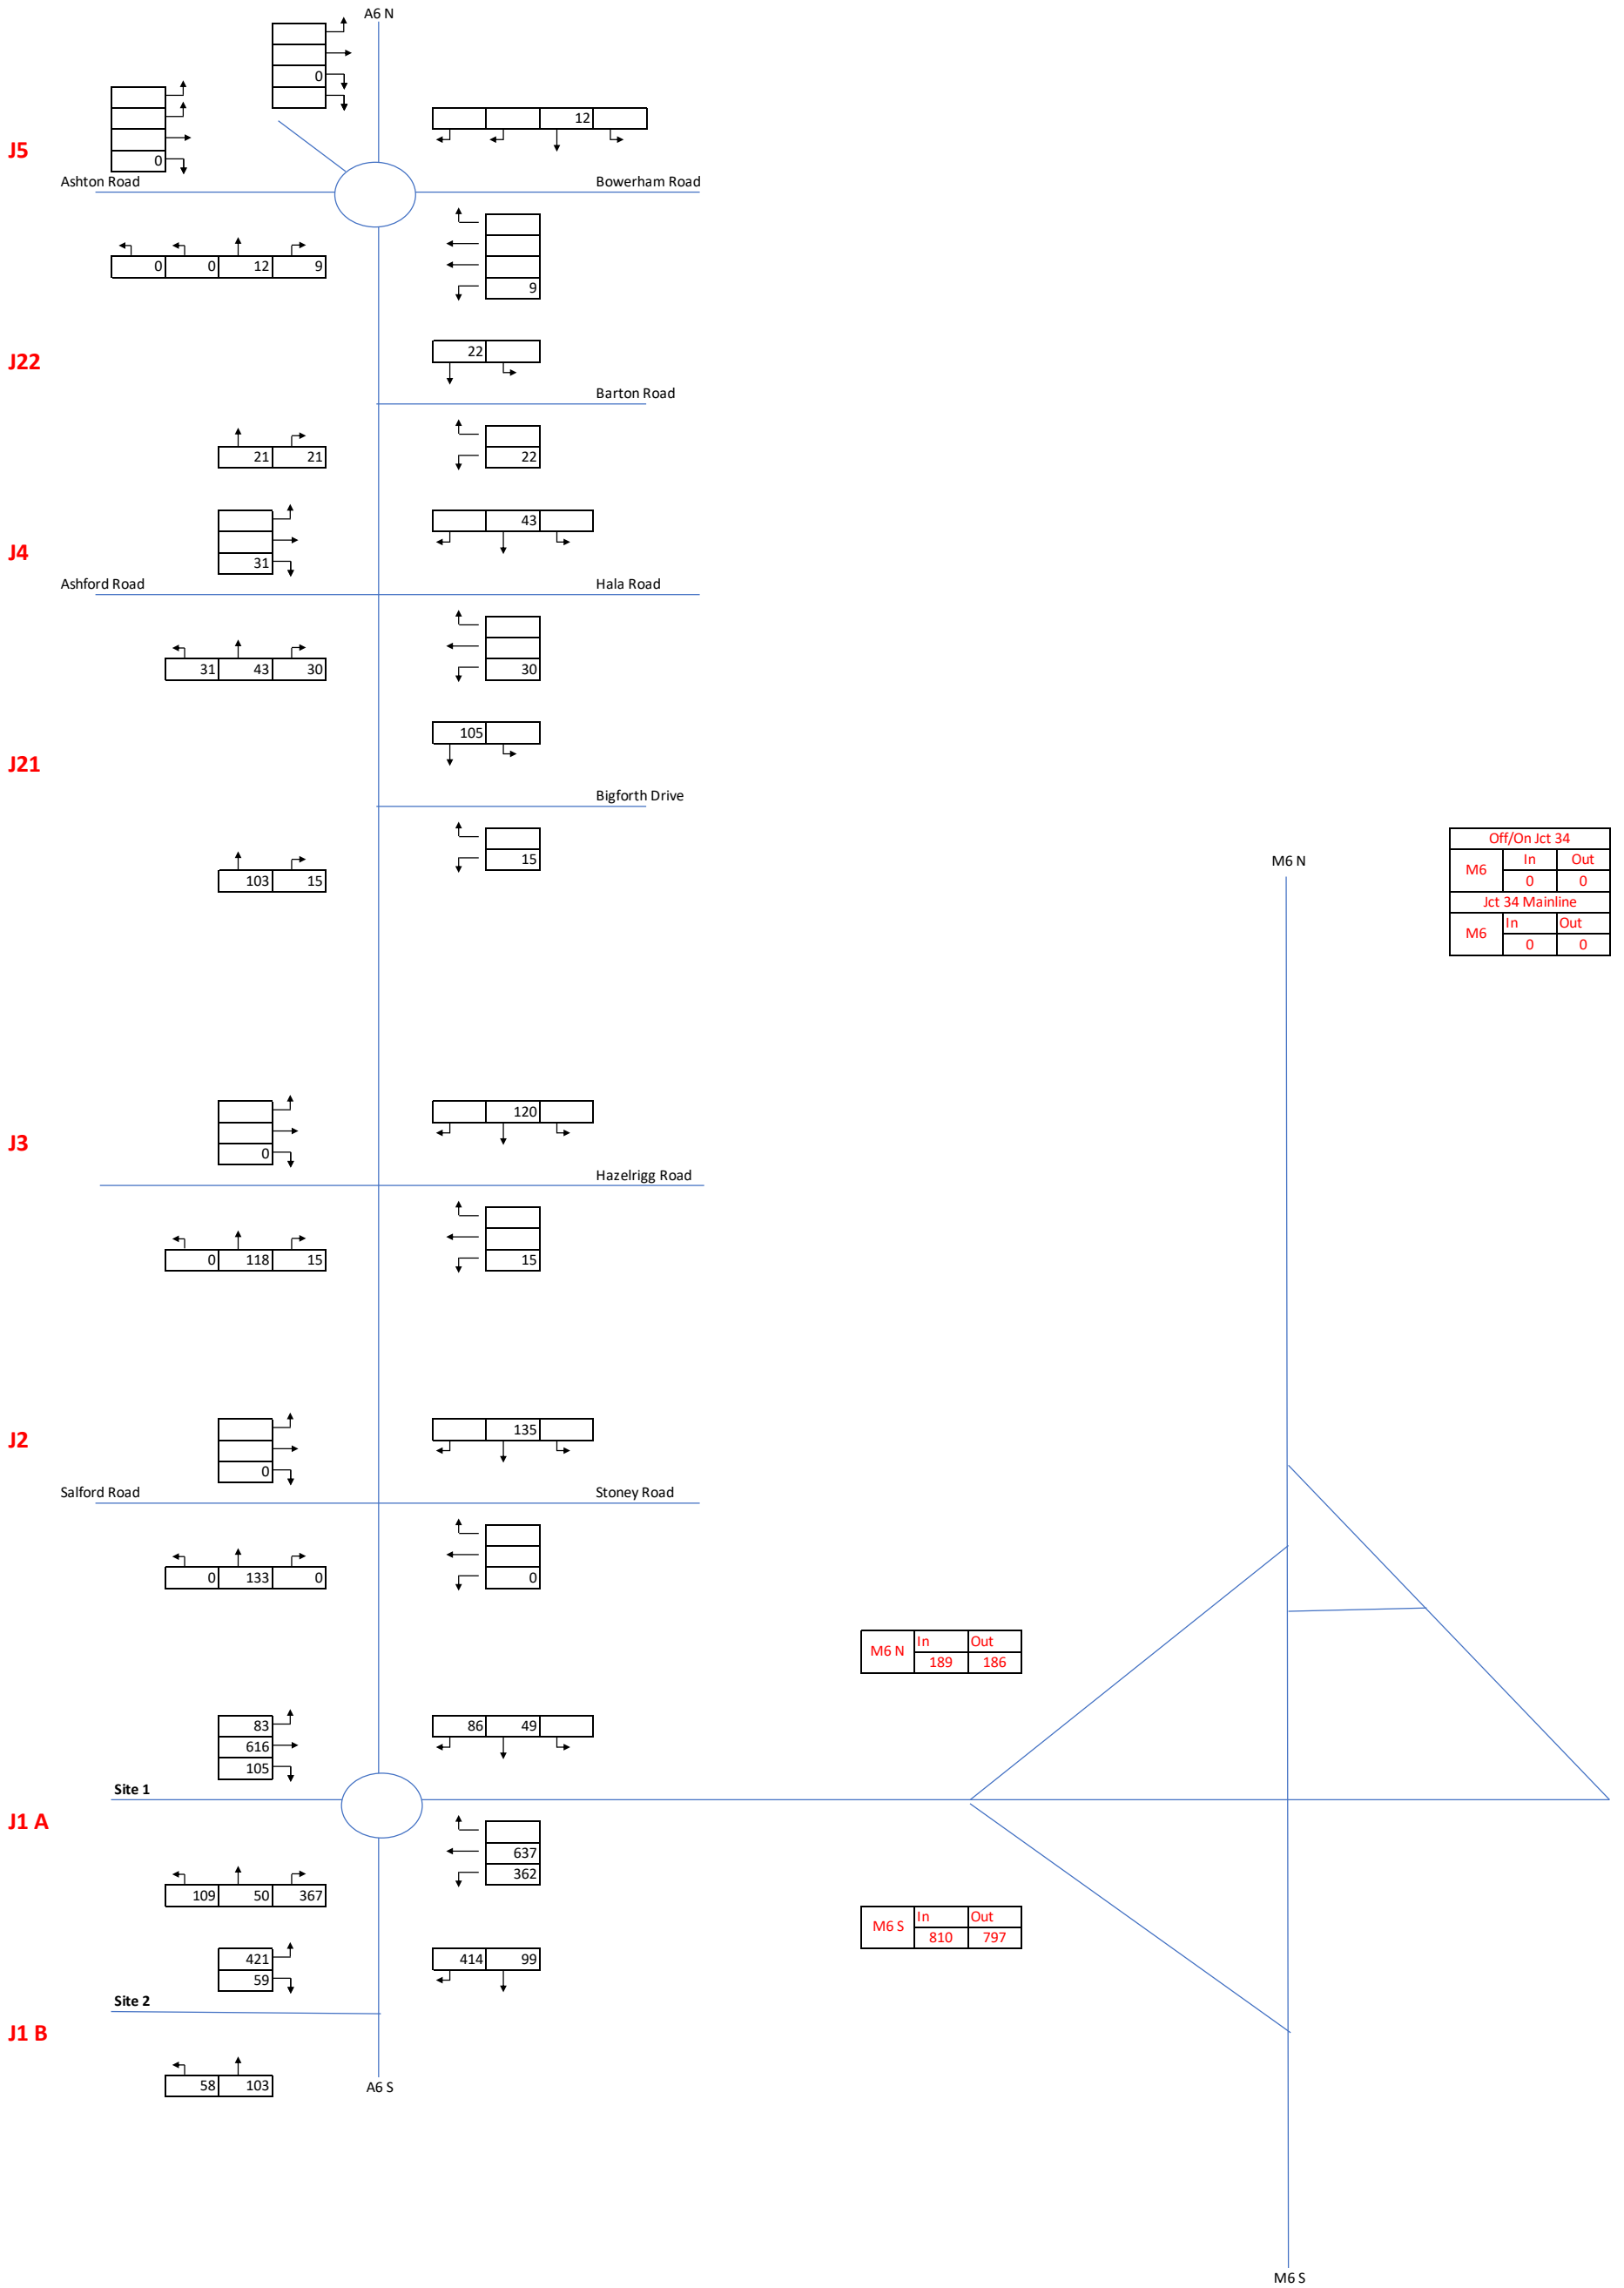 A6 N
0
12
J5
0
Ashton Road
Bowerham Road
0 0 12 9
9
J22
22
Barton Road
21 21
22
J4
43
31
Ashford Road
Hala Road
31 43 30
30
J21
105
Bigforth Drive
15
103 15
M6 N
Off/On Jct 34
M6 In Out
0 0
Jct 34 Mainline
M6 In Out
0 0
J3
120
0
Hazelrigg Road
0 118 15
15
J2
135
0
Salford Road
Stoney Road
0 133 0
0
M6 N In Out
189 186
83
616
105
86 49
Site 1
J1 A
637
362
109 50 367
M6 S In Out
810 797
421
59
414 99
Site 2
J1 B
58 103
A6 S
M6 S